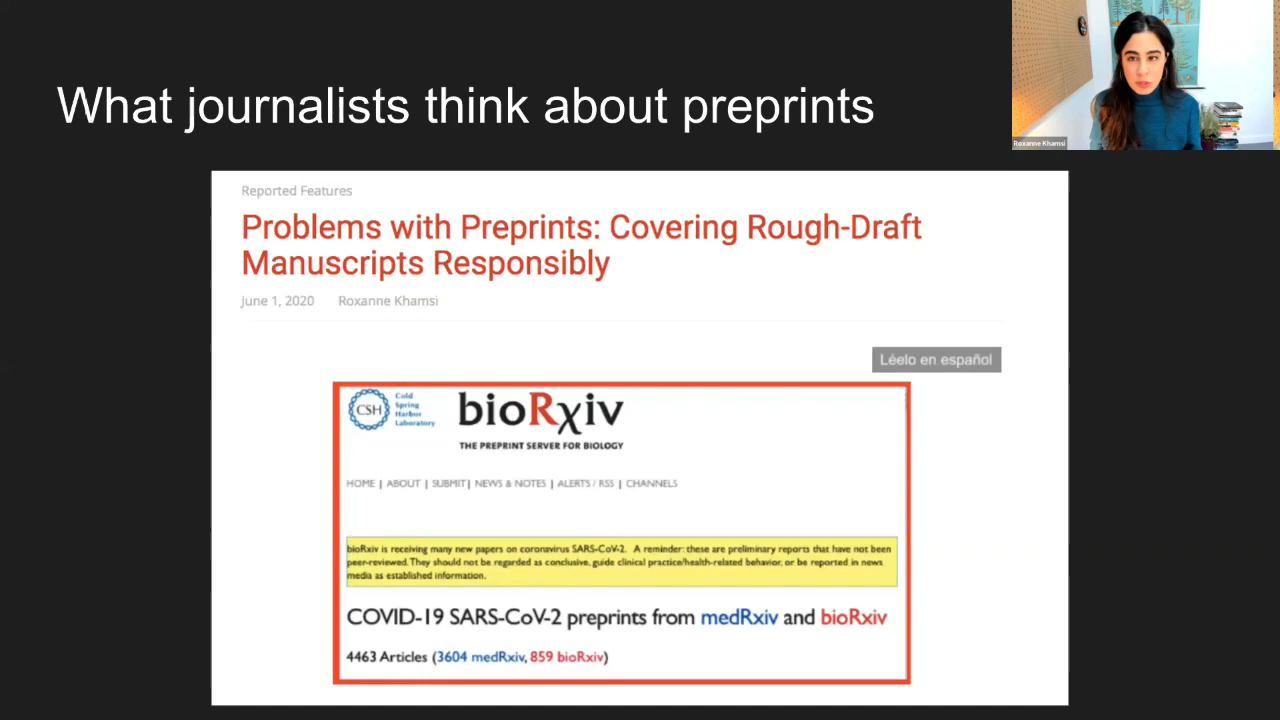 What journalists think about preprints
Roxanne Khamsi
Reported Features
Problems with Preprints: Covering Rough-Draft
Manuscripts Responsibly
June 1, 2020 Roxanne Khamsi
Léelo en español
CSH
Cold
Spring
Harbor
Laboratory
bioRχiv
THE PREPRINT SERVER FOR BIOLOGY
HOME | ABOUT | SUBMIT| NEWS & NOTES | ALERTS / RSS | CHANNELS
bioRxiv is receiving many new papers on coronavirus SARS-CoV-2. A reminder: these are preliminary reports that have not been
peer-reviewed. They should not be regarded as conclusive, guide clinical practice/health-related behavior, or be reported in news
media as established information.
COVID-19 SARS-CoV-2 preprints from medRxiv and bioRxiv
4463 Articles (3604 medRxiv, 859 bioRxiv)